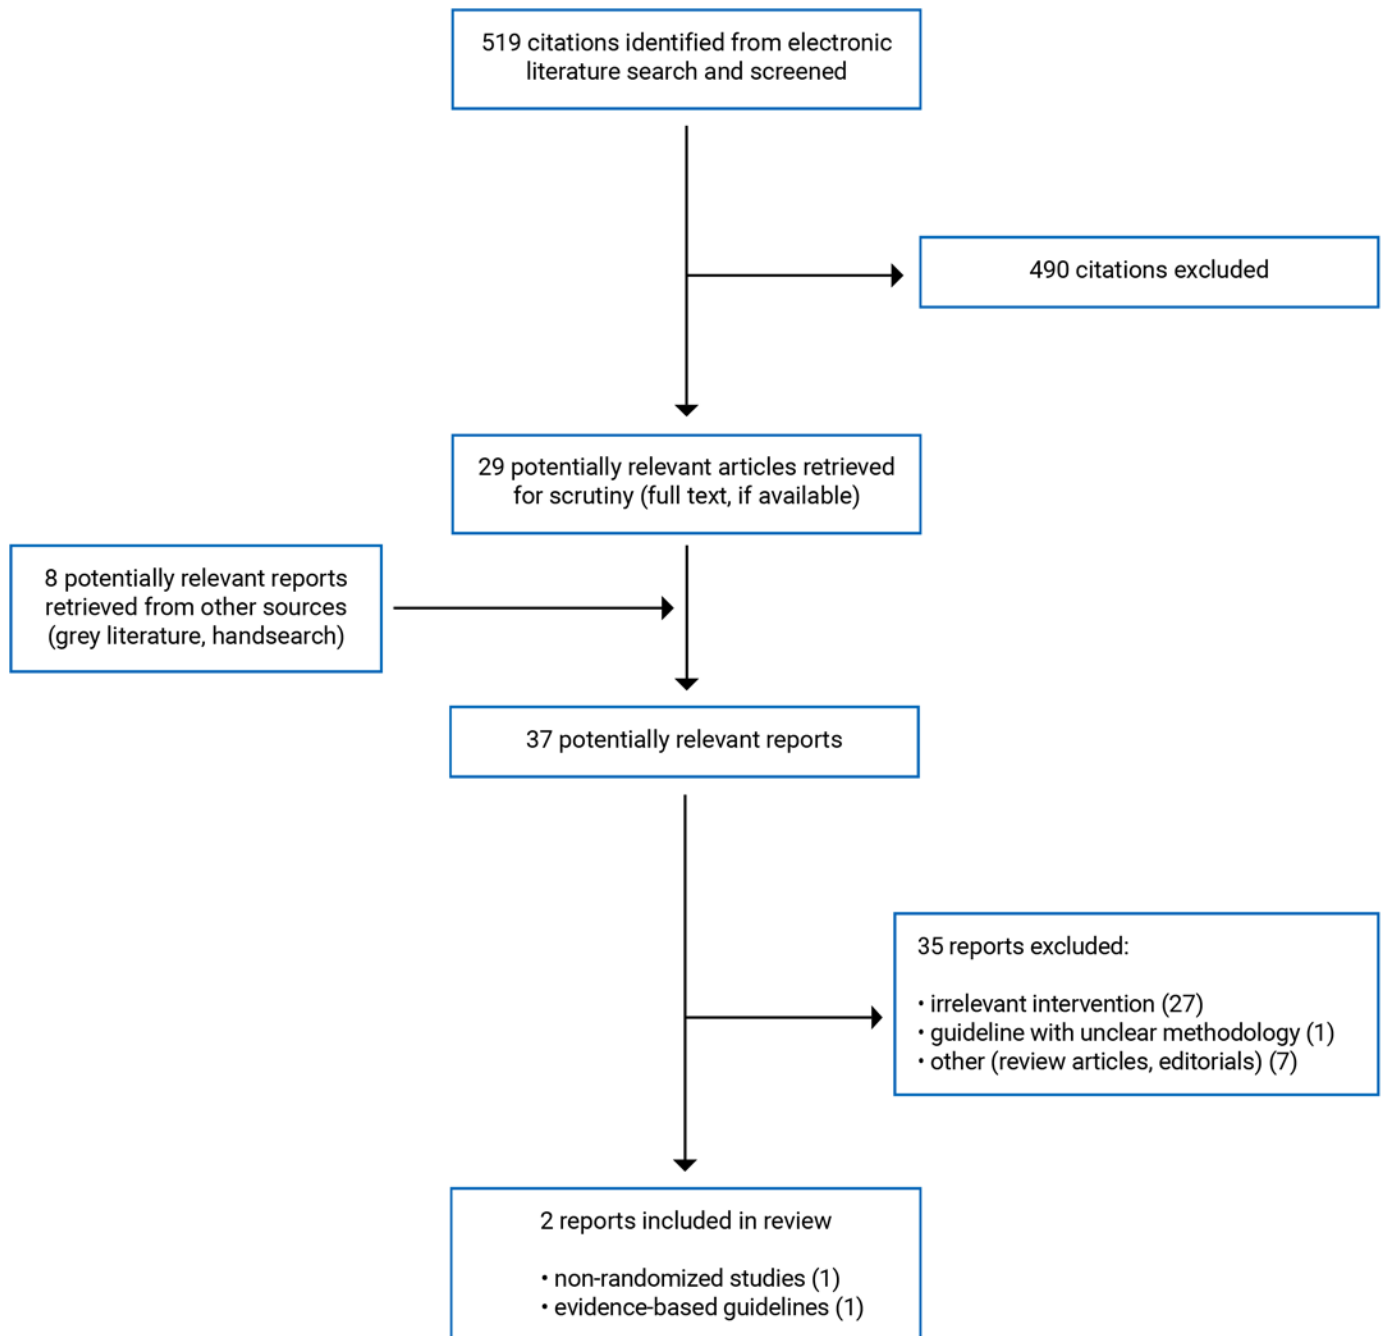 519 citations identified from electronic
literature search and screened
490 citations excluded
29 potentially relevant articles retrieved
for scrutiny (full text, if available)
8 potentially relevant reports
retrieved from other sources
(grey literature, handsearch)
37 potentially relevant reports
35 reports excluded:
• irrelevant intervention (27)
• guideline with unclear methodology (1)
• other (review articles, editorials) (7)
2 reports included in review
• non-randomized studies (1)
• evidence-based guidelines (1)